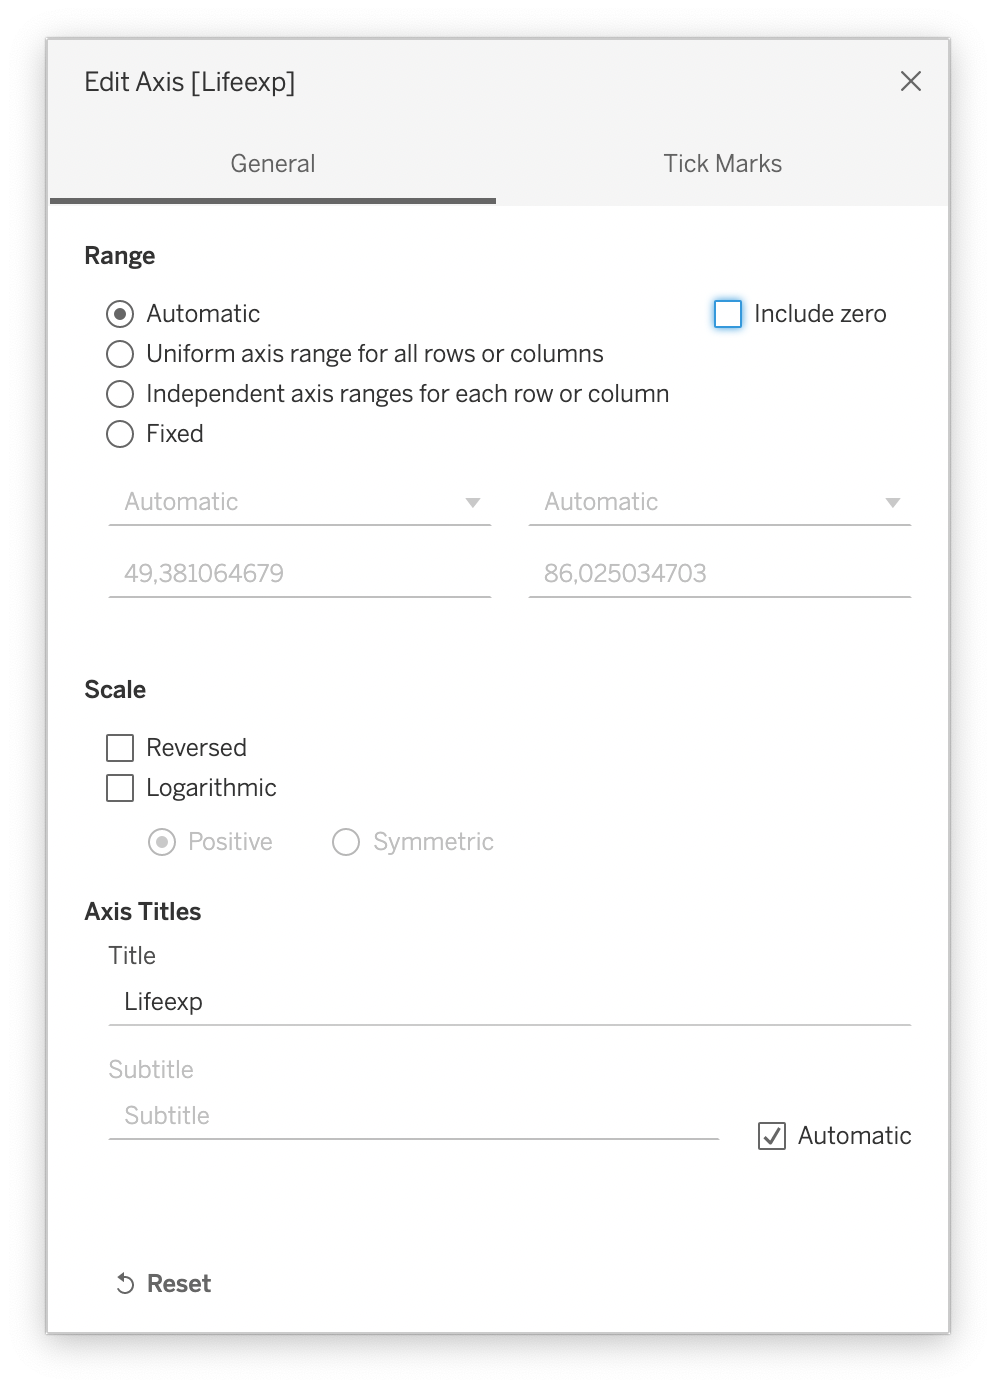 Edit Axis [Lifeexp]
General Tick Marks
Range
Automatic Include zero
Uniform axis range for all rows or columns
Independent axis ranges for each row or column
Fixed
Automatic Automatic
49,381064679 86,025034703
Scale
Reversed
Logarithmic
Positive Symmetric
Axis Titles
Title
Lifeexp
Subtitle
Subtitle
Automatic
Reset